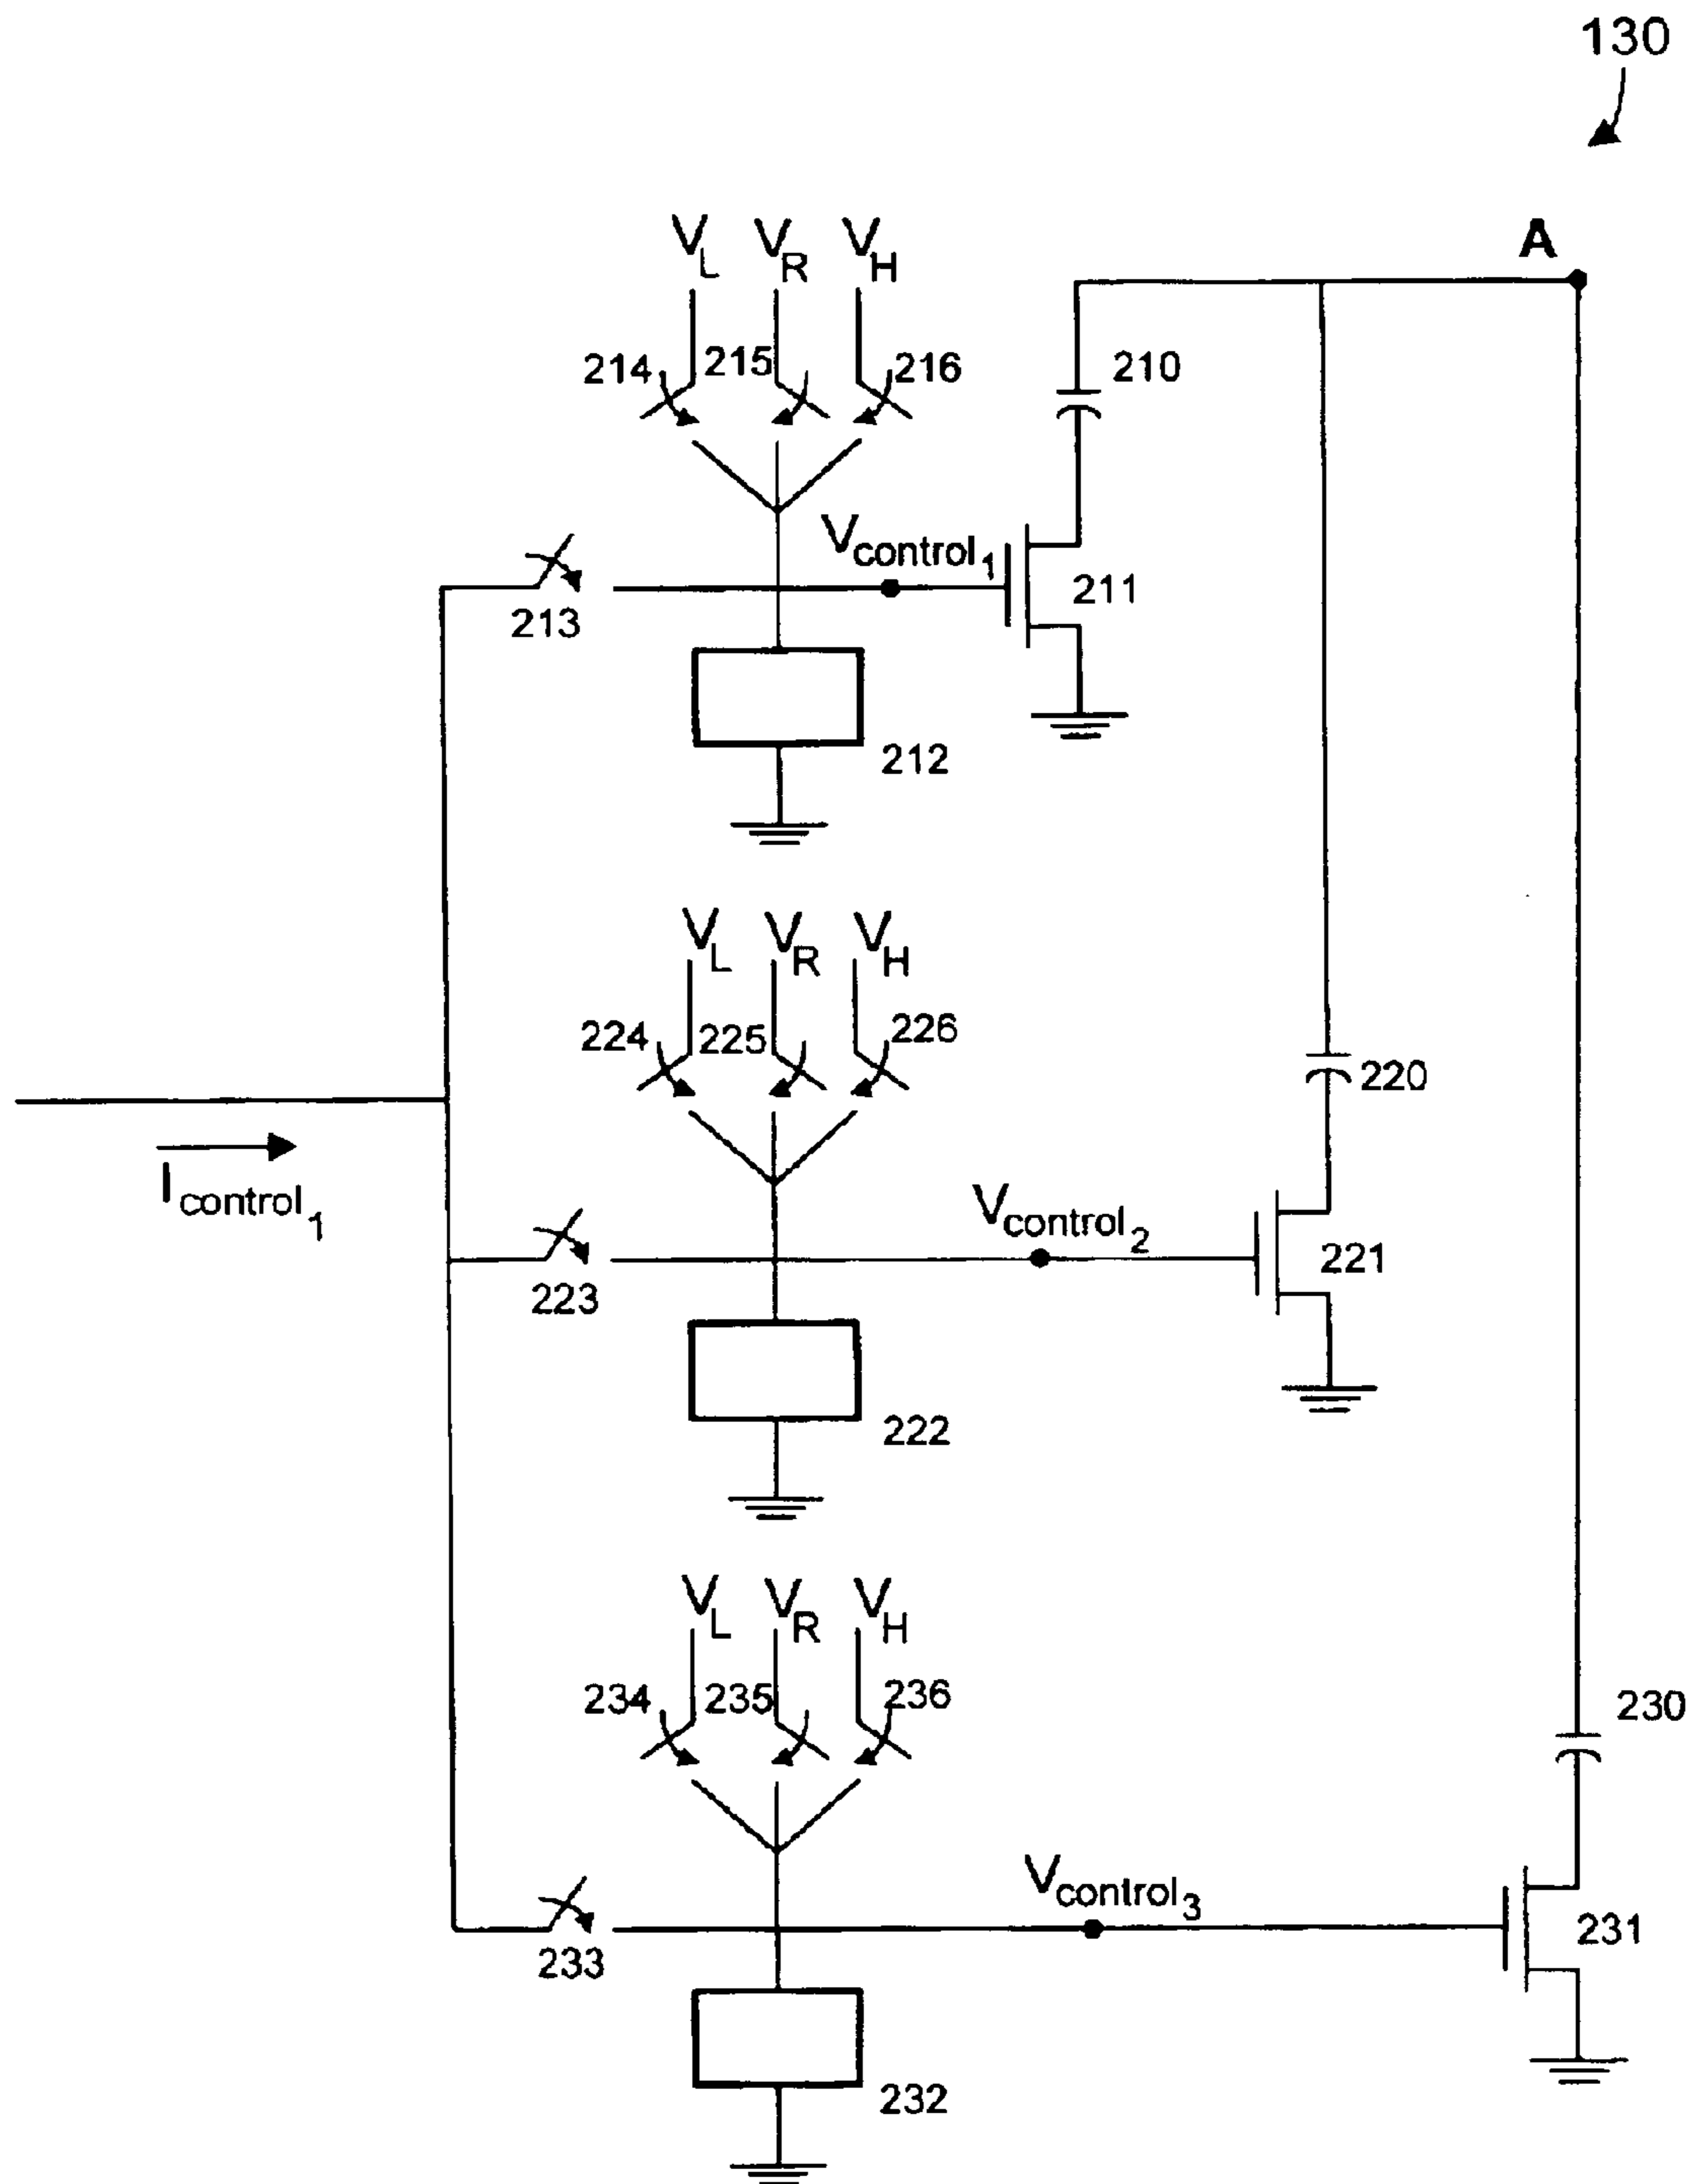 130
A
V_L V_R V_H
214 215 216 210
V_control_1
213 211
212
V_L V_R V_H
224 225 226
220
I_control_1
V_control_2
223 221
222
V_L V_R V_H
234 235 236 230
V_control_3
233 231
232